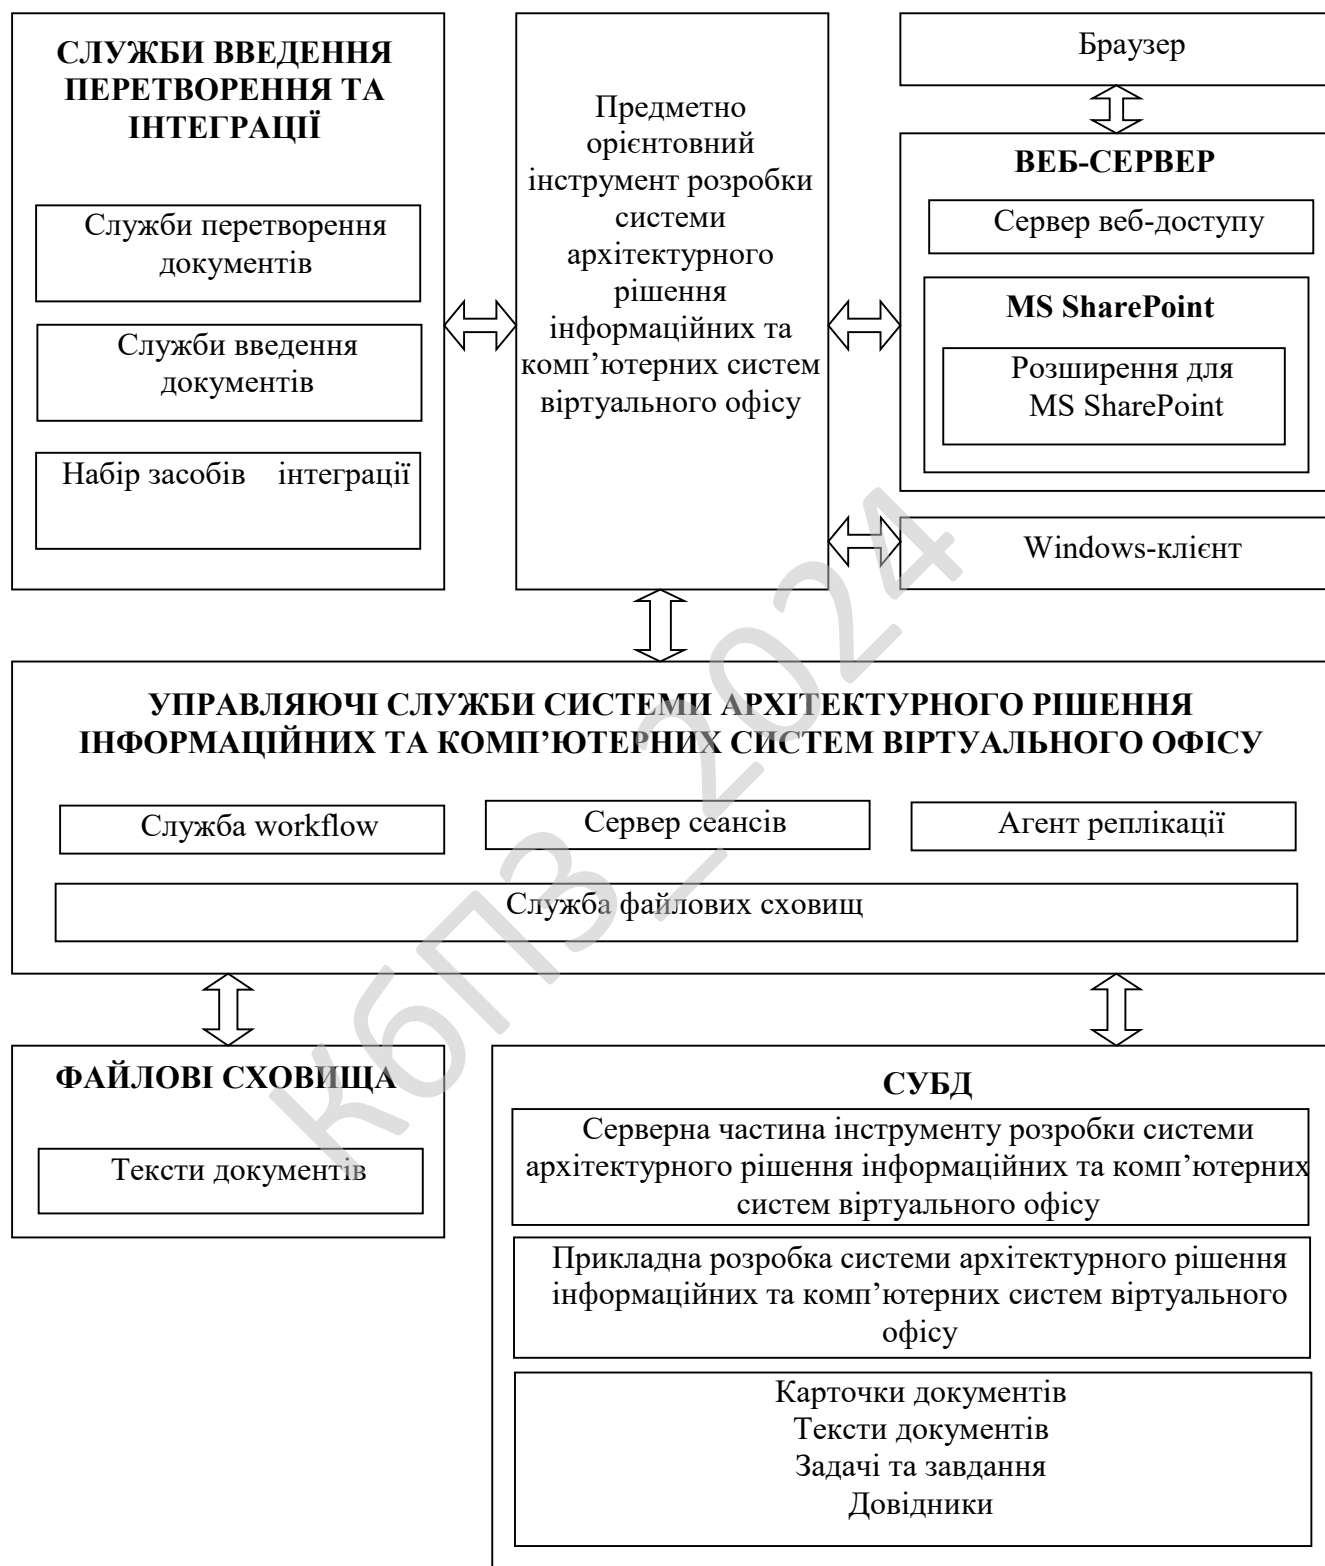 СЛУЖБИ ВВЕДЕННЯ
ПЕРЕТВОРЕННЯ ТА
ІНТЕГРАЦІЇ
Служби перетворення
документів
Служби введення
документів
Набір засобів інтеграції
Предметно
орієнтовний
інструмент розробки
системи
архітектурного
рішення
інформаційних та
комп’ютерних систем
віртуального офісу
Браузер
ВЕБ-СЕРВЕР
Сервер веб-доступу
MS SharePoint
Розширення для
MS SharePoint
Windows-клієнт
УПРАВЛЯЮЧІ СЛУЖБИ СИСТЕМИ АРХІТЕКТУРНОГО РІШЕННЯ
ІНФОРМАЦІЙНИХ ТА КОМП’ЮТЕРНИХ СИСТЕМ ВІРТУАЛЬНОГО ОФІСУ
Служба workflow
Сервер сеансів
Агент реплікації
Служба файлових сховищ
ФАЙЛОВІ СХОВИЩА
Тексти документів
СУБД
Серверна частина інструменту розробки системи
архітектурного рішення інформаційних та комп’ютерних
систем віртуального офісу
Прикладна розробка системи архітектурного рішення
інформаційних та комп’ютерних систем віртуального
офісу
Карточки документів
Тексти документів
Задачі та завдання
Довідники
КбПЗ_2024